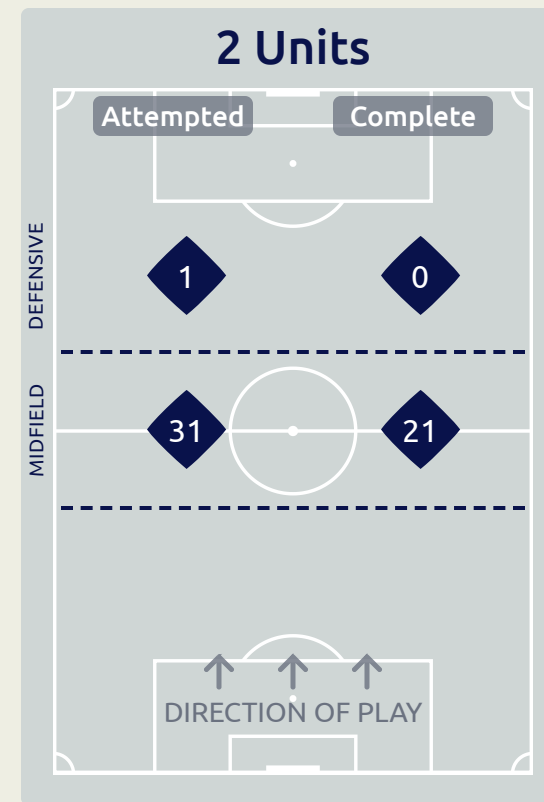 2 Units
Attempted Complete
DEFENSIVE
1 0
MIDFIELD
31 21
DIRECTION OF PLAY